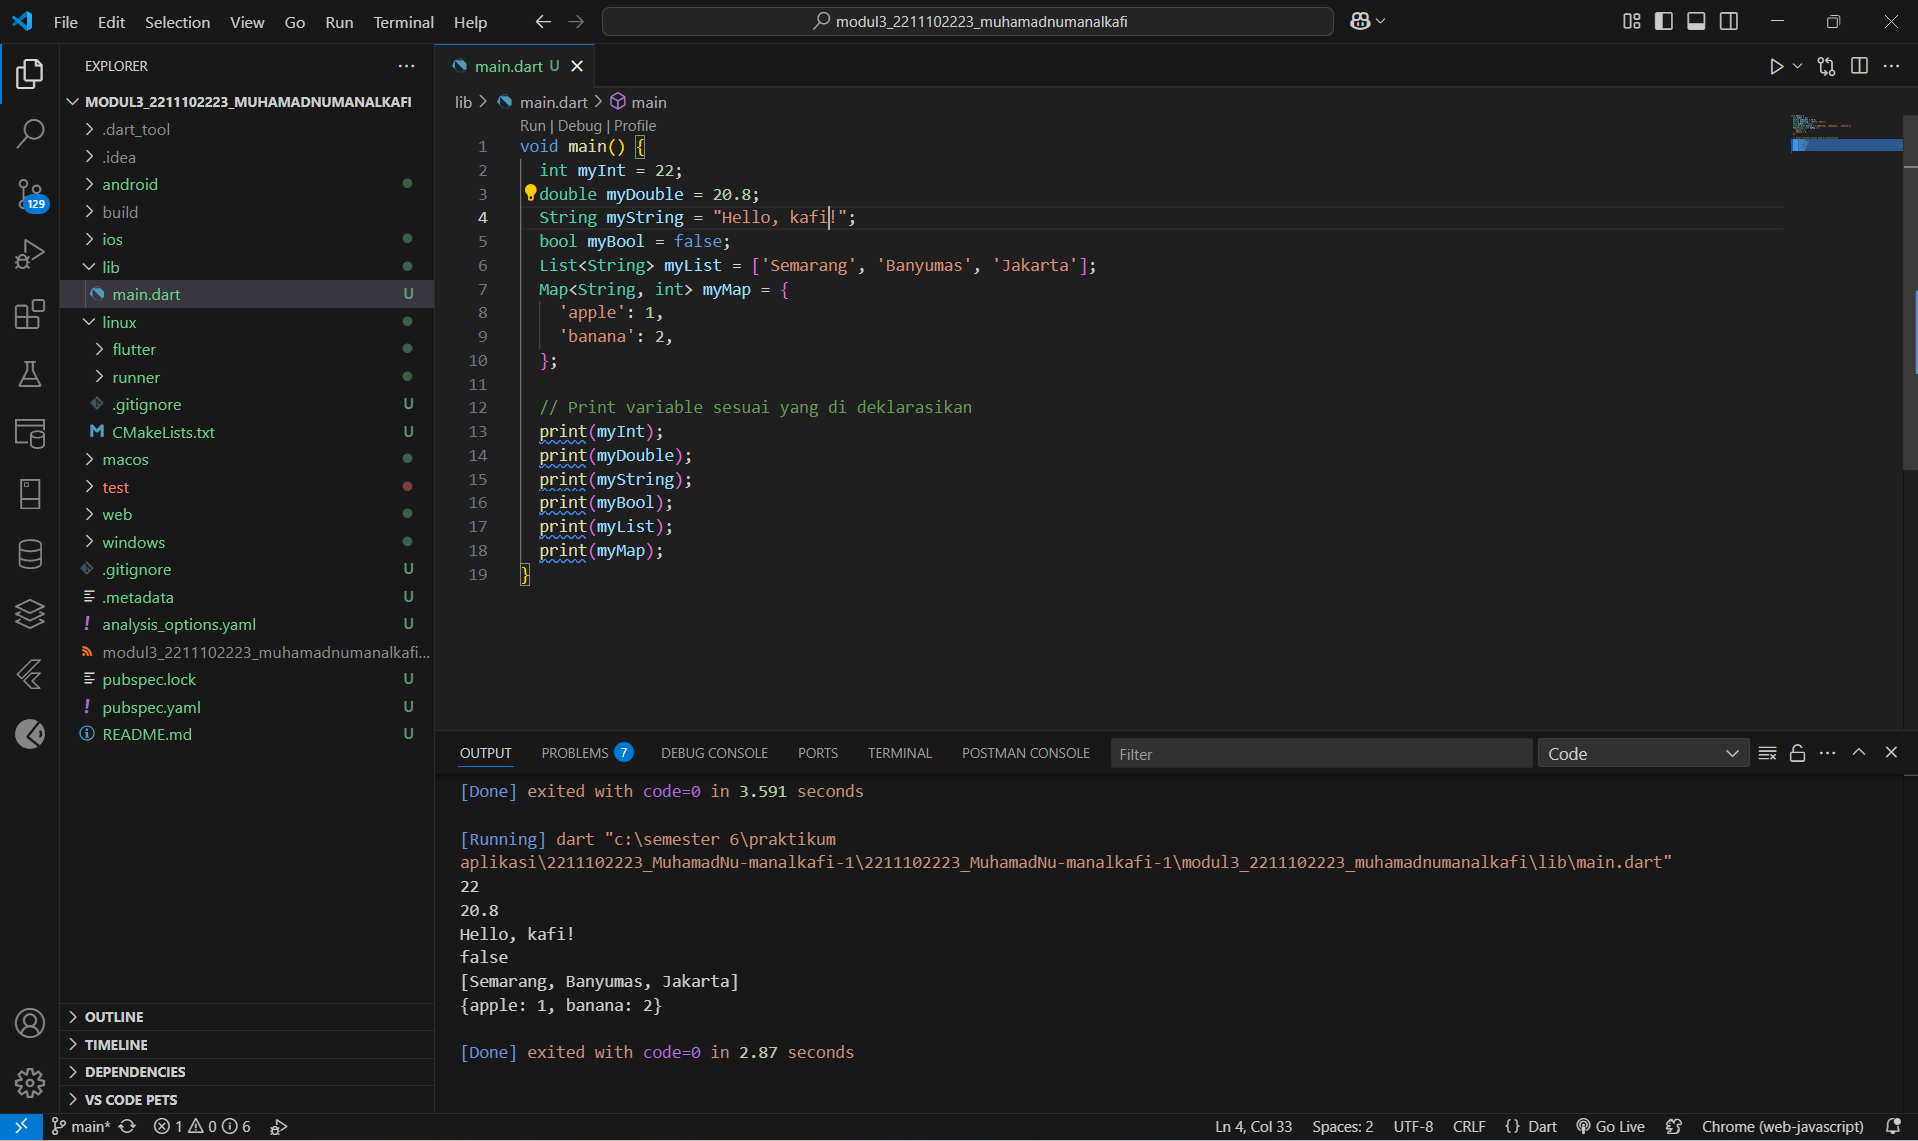 File Edit Selection View Go Run Terminal Help
modul3_2211102223_muhamadnumanalkafi
EXPLORER
MODUL3_2211102223_MUHAMADNUMANALKAFI
.dart_tool
.idea
android
129
build
ios
lib
main.dart U
linux
flutter
runner
.gitignore U
CMakeLists.txt U
macos
test
web
windows
.gitignore U
.metadata U
analysis_options.yaml U
modul3_2211102223_muhamadnumanalkafi...
pubspec.lock U
pubspec.yaml U
README.md U
OUTLINE
TIMELINE
DEPENDENCIES
VS CODE PETS
main.dart U
lib > main.dart > main
Run | Debug | Profile
1 void main() {
2 int myInt = 22;
3 double myDouble = 20.8;
4 String myString = "Hello, kafi!";
5 bool myBool = false;
6 List<String> myList = ['Semarang', 'Banyumas', 'Jakarta'];
7 Map<String, int> myMap = {
8 'apple': 1,
9 'banana': 2,
10 };
11
12 // Print variable sesuai yang di deklarasikan
13 print(myInt);
14 print(myDouble);
15 print(myString);
16 print(myBool);
17 print(myList);
18 print(myMap);
19 }
OUTPUT PROBLEMS 7 DEBUG CONSOLE PORTS TERMINAL POSTMAN CONSOLE Filter Code
[Done] exited with code=0 in 3.591 seconds
[Running] dart "c:\semester 6\praktikum
aplikasi\2211102223_MuhamadNu-manalkafi-1\2211102223_MuhamadNu-manalkafi-1\modul3_2211102223_muhamadnumanalkafi\lib\main.dart"
22
20.8
Hello, kafi!
false
[Semarang, Banyumas, Jakarta]
{apple: 1, banana: 2}
[Done] exited with code=0 in 2.87 seconds
main* 1 0 6 Ln 4, Col 33 Spaces: 2 UTF-8 CRLF {} Dart Go Live Chrome (web-javascript)